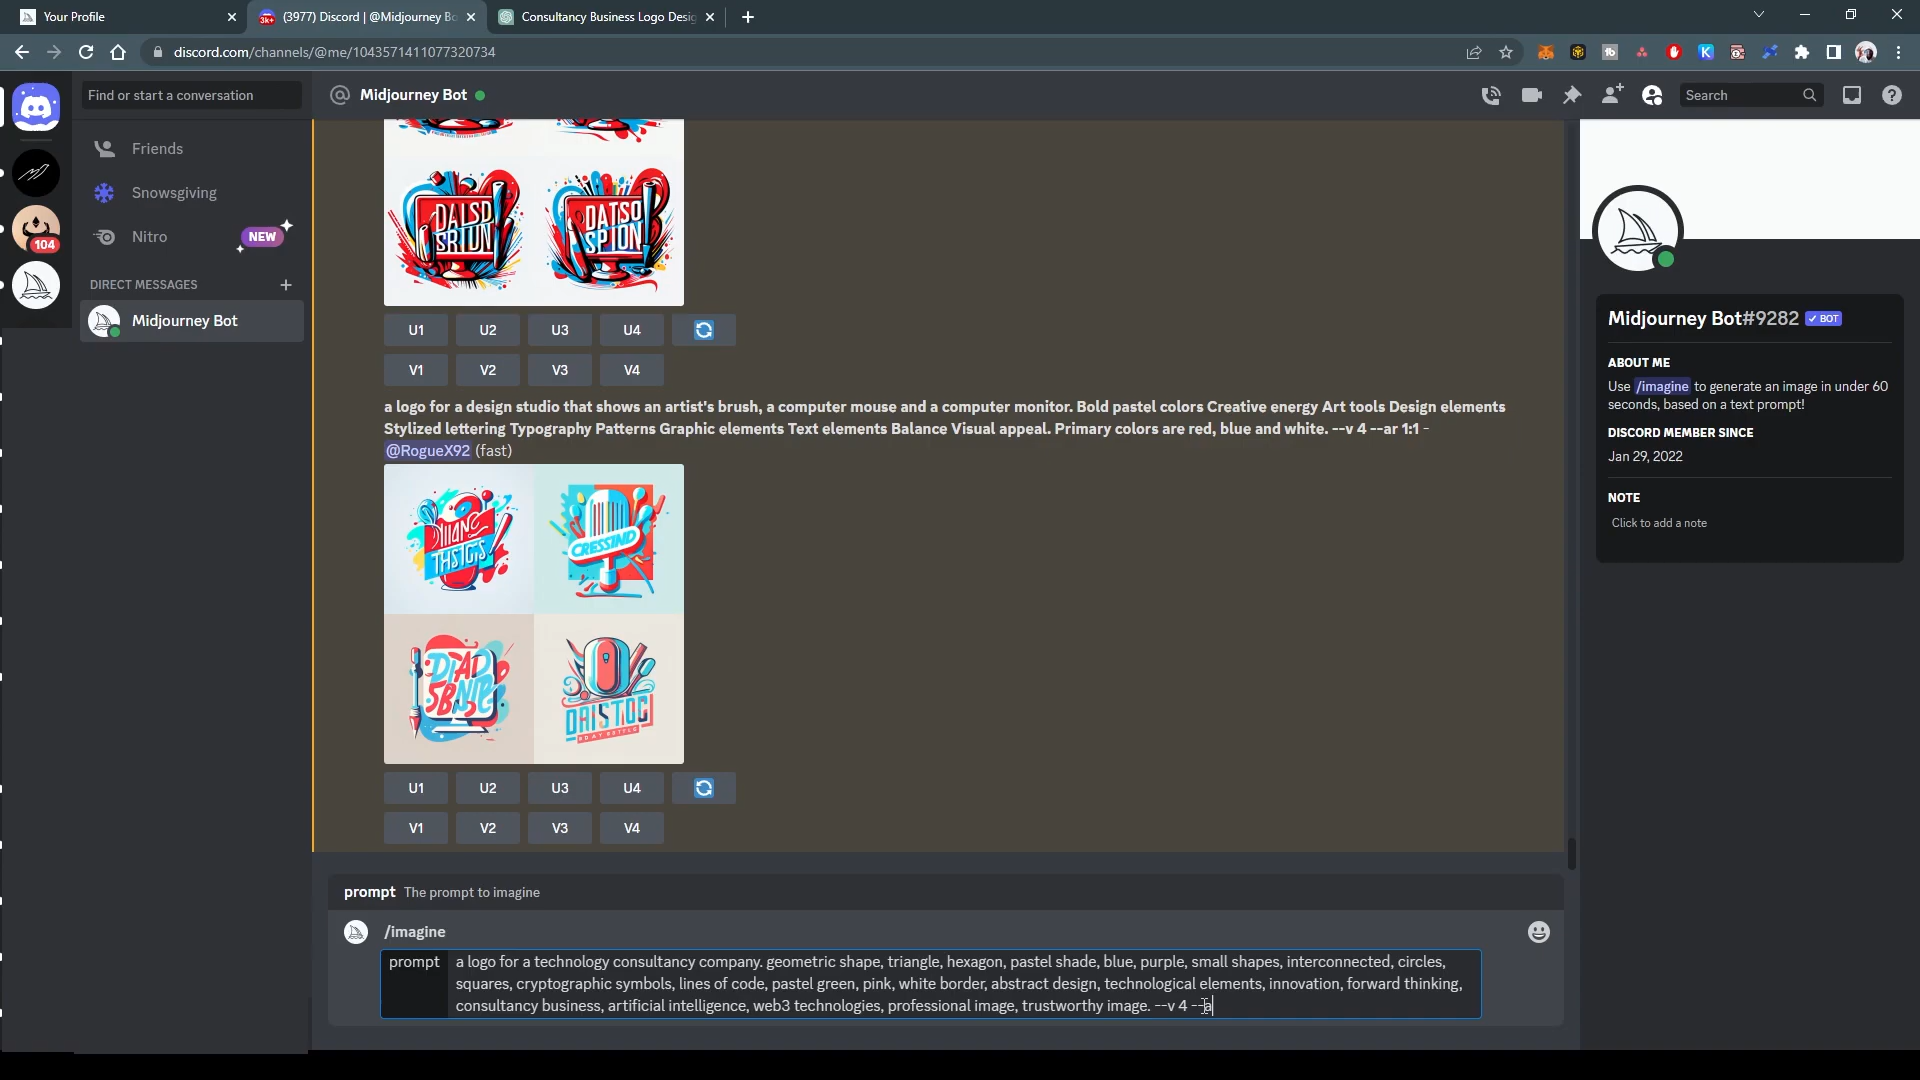 Your Profile
(3977) Discord | @Midjourney Bo
Consultancy Business Logo Desig
discord.com/channels/@me/1043571411077320734
Find or start a conversation
Midjourney Bot
Search
Friends
Snowsgiving
Nitro
NEW
104
DIRECT MESSAGES
Midjourney Bot
DALSD
SRIUN
DATSO
SPION
U1 U2 U3 U4
V1 V2 V3 V4
a logo for a design studio that shows an artist's brush, a computer mouse and a computer monitor. Bold pastel colors Creative energy Art tools Design elements
Stylized lettering Typography Patterns Graphic elements Text elements Balance Visual appeal. Primary colors are red, blue and white. --v 4 --ar 1:1 -
@RogueX92 (fast)
CRESSIND
DAISTOG
U1 U2 U3 U4
V1 V2 V3 V4
prompt The prompt to imagine
/imagine
prompt a logo for a technology consultancy company. geometric shape, triangle, hexagon, pastel shade, blue, purple, small shapes, interconnected, circles,
squares, cryptographic symbols, lines of code, pastel green, pink, white border, abstract design, technological elements, innovation, forward thinking,
consultancy business, artificial intelligence, web3 technologies, professional image, trustworthy image. --v 4 --a
Midjourney Bot#9282 ✓ BOT
ABOUT ME
Use /imagine to generate an image in under 60
seconds, based on a text prompt!
DISCORD MEMBER SINCE
Jan 29, 2022
NOTE
Click to add a note